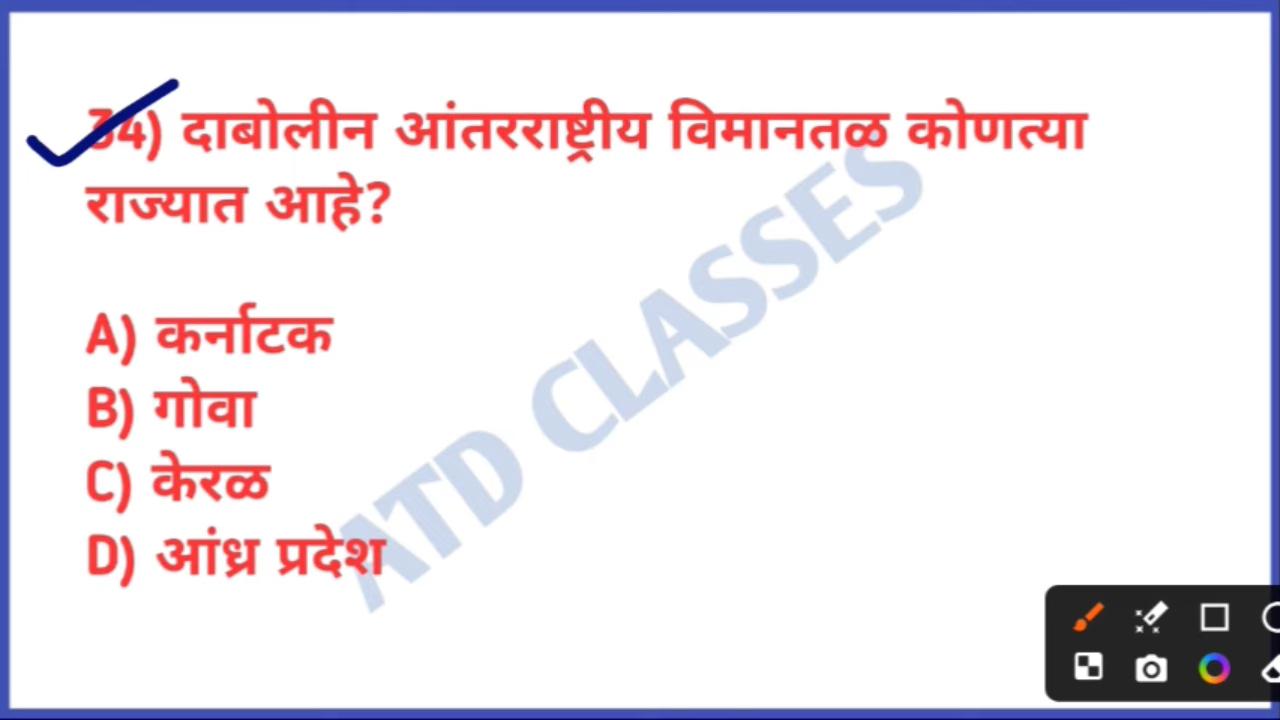 34) दाबोलीन आंतरराष्ट्रीय विमानतळ कोणत्या
राज्यात आहे?
A) कर्नाटक
B) गोवा
C) केरळ
D) आंध्र प्रदेश
ATD CLASSES